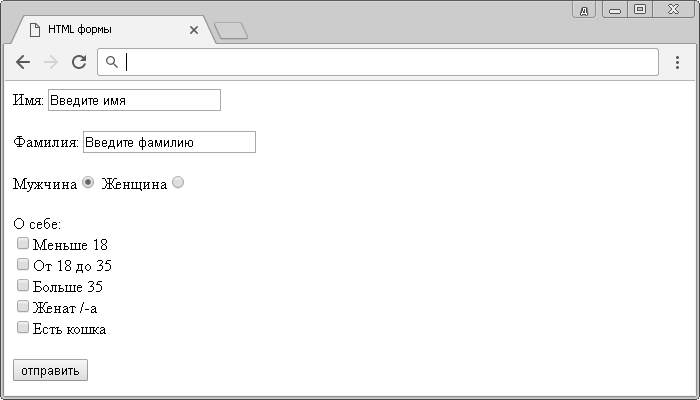 д
HTML формы
Имя: Введите имя
Фамилия: Введите фамилию
Мужчина Женщина
О себе:
Меньше 18
От 18 до 35
Больше 35
Женат /-а
Есть кошка
отправить